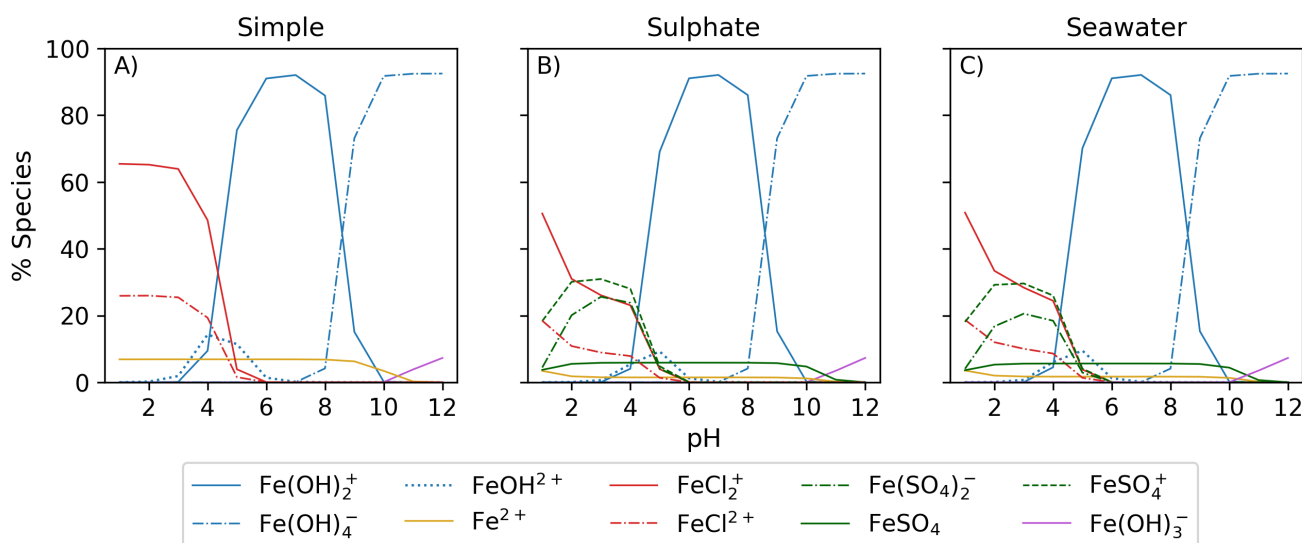 Simple Sulphate Seawater
A) B) C)
100
80
60
40
20
0
% Species
2 4 6 8 10 12 2 4 6 8 10 12 2 4 6 8 10 12
pH
Fe(OH)₂⁺ FeOH²⁺ FeCl₂⁺ Fe(SO₄)₂⁻ FeSO₄⁺
Fe(OH)₄⁻ Fe²⁺ FeCl²⁺ FeSO₄ Fe(OH)₃⁻